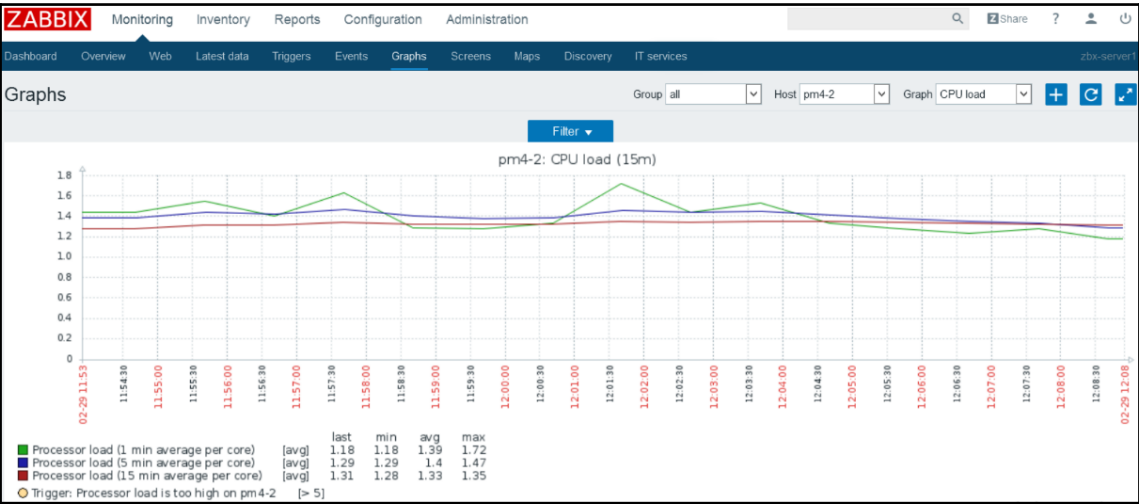 ZABBIX Monitoring Inventory Reports Configuration Administration Z Share ?
Dashboard Overview Web Latest data Triggers Events Graphs Screens Maps Discovery IT services zbx-server1
Graphs Group all Host pm4-2 Graph CPU load
Filter
pm4-2: CPU load (15m)
1.8
1.6
1.4
1.2
1.0
0.8
0.6
0.4
0.2
0
02-29 11:53 11:54:30 11:55:00 11:55:30 11:56:00 11:56:30 11:57:00 11:57:30 11:58:00 11:58:30 11:59:00 11:59:30 12:00:00 12:00:30 12:01:00 12:01:30 12:02:00 12:02:30 12:03:00 12:03:30 12:04:00 12:04:30 12:05:00 12:05:30 12:06:00 12:06:30 12:07:00 12:07:30 12:08:00 12:08:30 02-29 12:08
last min avg max
Processor load (1 min average per core) [avg] 1.18 1.18 1.39 1.72
Processor load (5 min average per core) [avg] 1.29 1.29 1.4 1.47
Processor load (15 min average per core) [avg] 1.31 1.28 1.33 1.35
Trigger: Processor load is too high on pm4-2 [> 5]